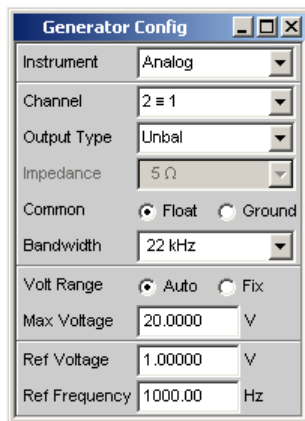 Generator Config
Instrument Analog
Channel 2 ≡ 1
Output Type Unbal
Impedance 5 Ω
Common Float Ground
Bandwidth 22 kHz
Volt Range Auto Fix
Max Voltage 20.0000 V
Ref Voltage 1.00000 V
Ref Frequency 1000.00 Hz